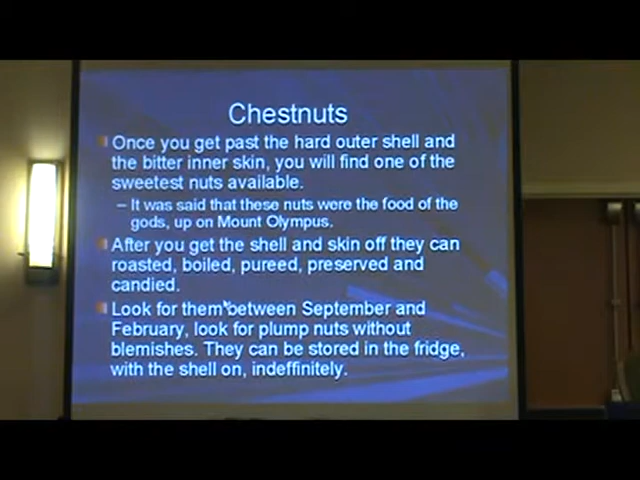 Chestnuts
Once you get past the hard outer shell and
the bitter inner skin, you will find one of the
sweetest nuts available.
– It was said that these nuts were the food of the
gods, up on Mount Olympus.
After you get the shell and skin off they can
roasted, boiled, pureed, preserved and
candied.
Look for them between September and
February, look for plump nuts without
blemishes. They can be stored in the fridge,
with the shell on, indeffinitely.